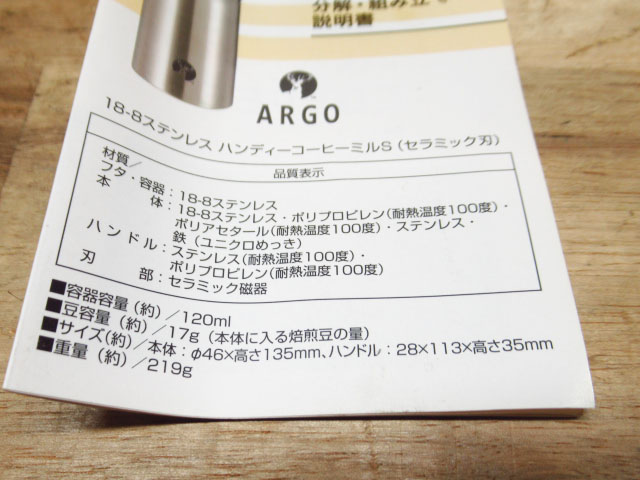 分解・組み立て
説明書
ARGO
18-8ステンレス ハンディーコーヒーミルS（セラミック刃）
品質表示
材質／
フタ・容器：18-8ステンレス
本　　体：18-8ステンレス・ポリプロピレン(耐熱温度100度)・
ポリアセタール(耐熱温度100度)・ステンレス・
鉄（ユニクロめっき）
ハンドル：ステンレス(耐熱温度100度)・
ポリプロピレン(耐熱温度100度)
刃　　部：セラミック磁器
■容器容量（約）／120ml
■豆容量（約）／17g（本体に入る焙煎豆の量）
■サイズ(約)／本体：φ46×高さ135mm、ハンドル：28×113×高さ35mm
■重量（約）／219g